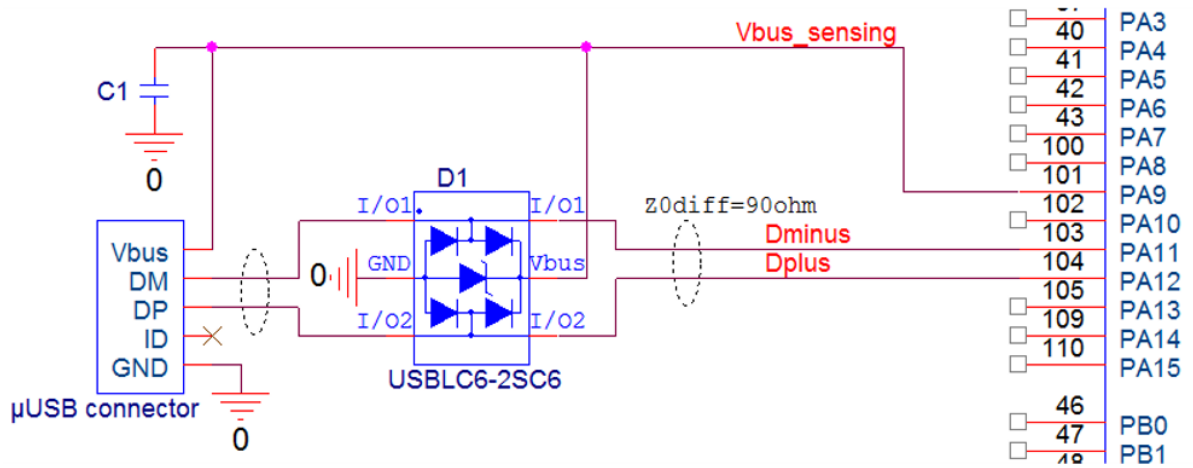 Vbus_sensing
C1
0
D1
I/O1
I/O1
Z0diff=90ohm
Vbus
DM
DP
ID
GND
µUSB connector
0
0
GND
Vbus
I/O2
I/O2
USBLC6-2SC6
Dminus
Dplus
PA3
40 PA4
41 PA5
42 PA6
43 PA7
100 PA8
101 PA9
102 PA10
103 PA11
104 PA12
105 PA13
109 PA14
110 PA15
46 PB0
47 PB1